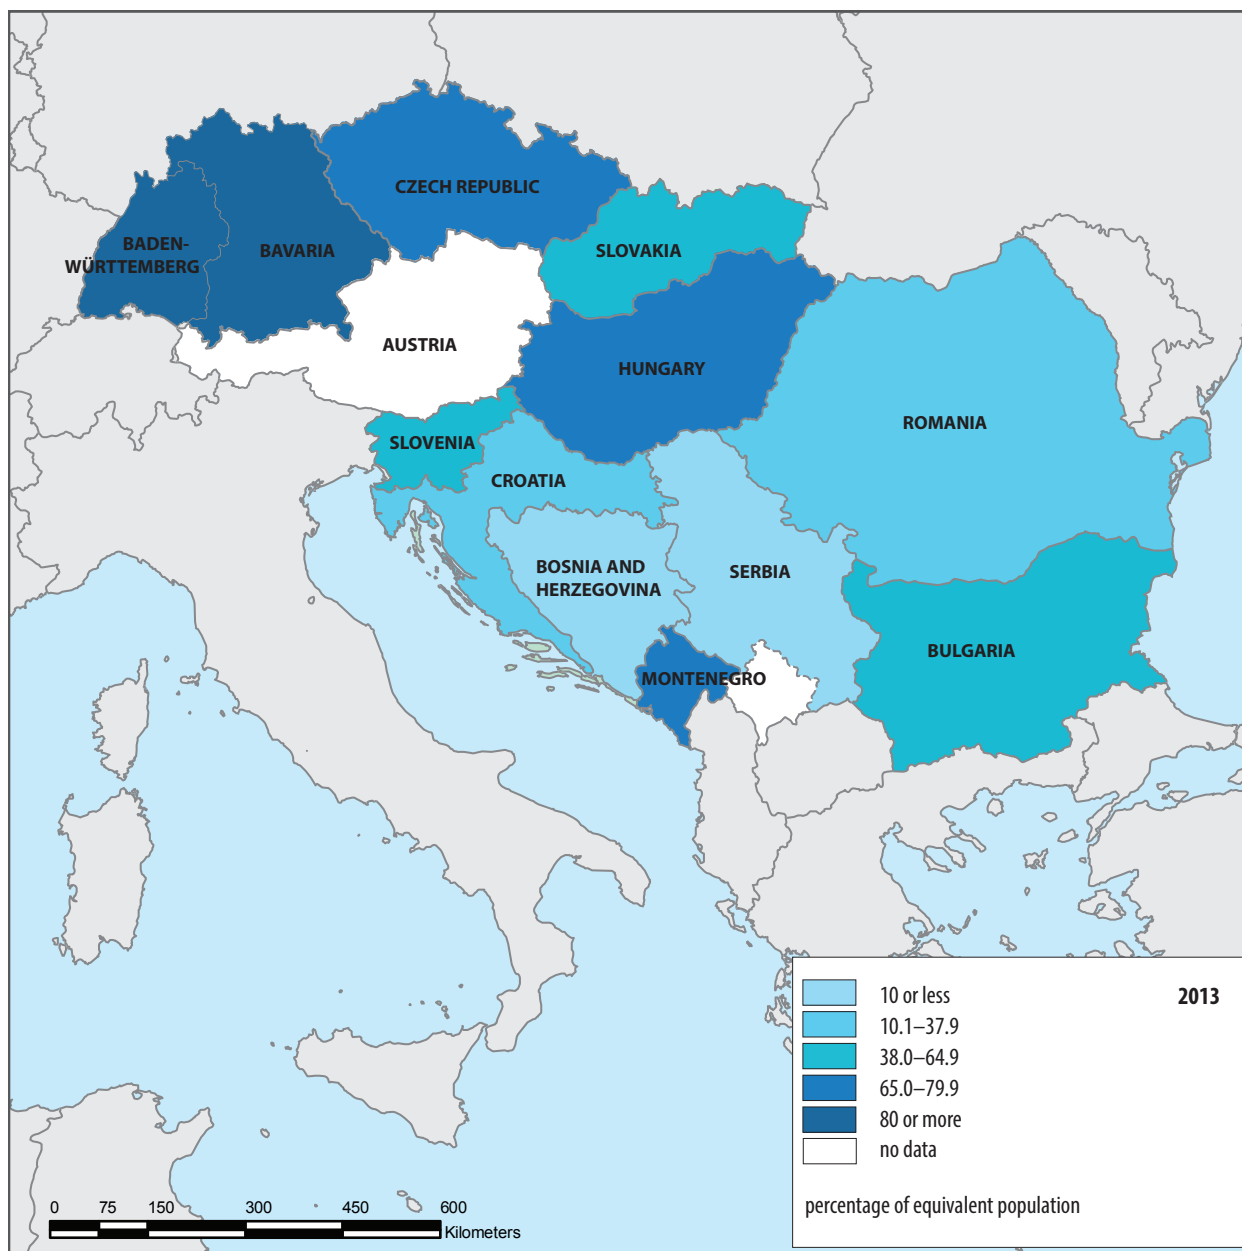 CZECH REPUBLIC
BADEN-
WÜRTTEMBERG
BAVARIA
SLOVAKIA
AUSTRIA
HUNGARY
ROMANIA
SLOVENIA
CROATIA
BOSNIA AND
HERZEGOVINA
SERBIA
BULGARIA
MONTENEGRO
10 or less
2013
10.1–37.9
38.0–64.9
65.0–79.9
80 or more
no data
percentage of equivalent population
0 75 150 300 450 600
Kilometers